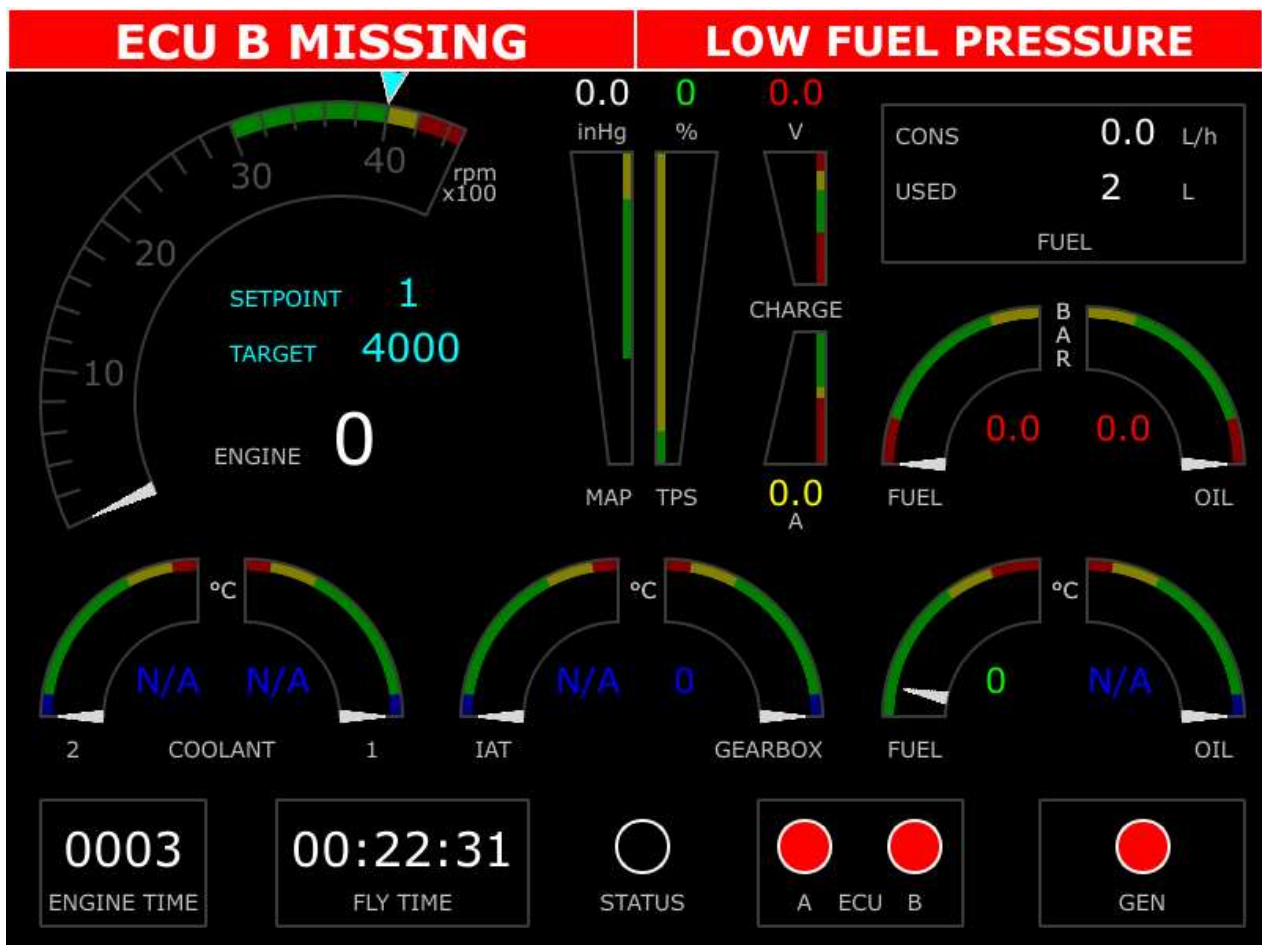 ECU B MISSING
LOW FUEL PRESSURE
0.0
inHg
0
%
0.0
V
CONS 0.0 L/h
USED 2 L
FUEL
10
20
30
40
rpm
x100
SETPOINT 1
TARGET 4000
ENGINE 0
MAP
TPS
CHARGE
0.0
A
B
A
R
0.0 0.0
FUEL OIL
°C
N/A N/A
2 COOLANT 1
°C
N/A 0
IAT GEARBOX
°C
0 N/A
FUEL OIL
0003
ENGINE TIME
00:22:31
FLY TIME
STATUS
A ECU B
GEN